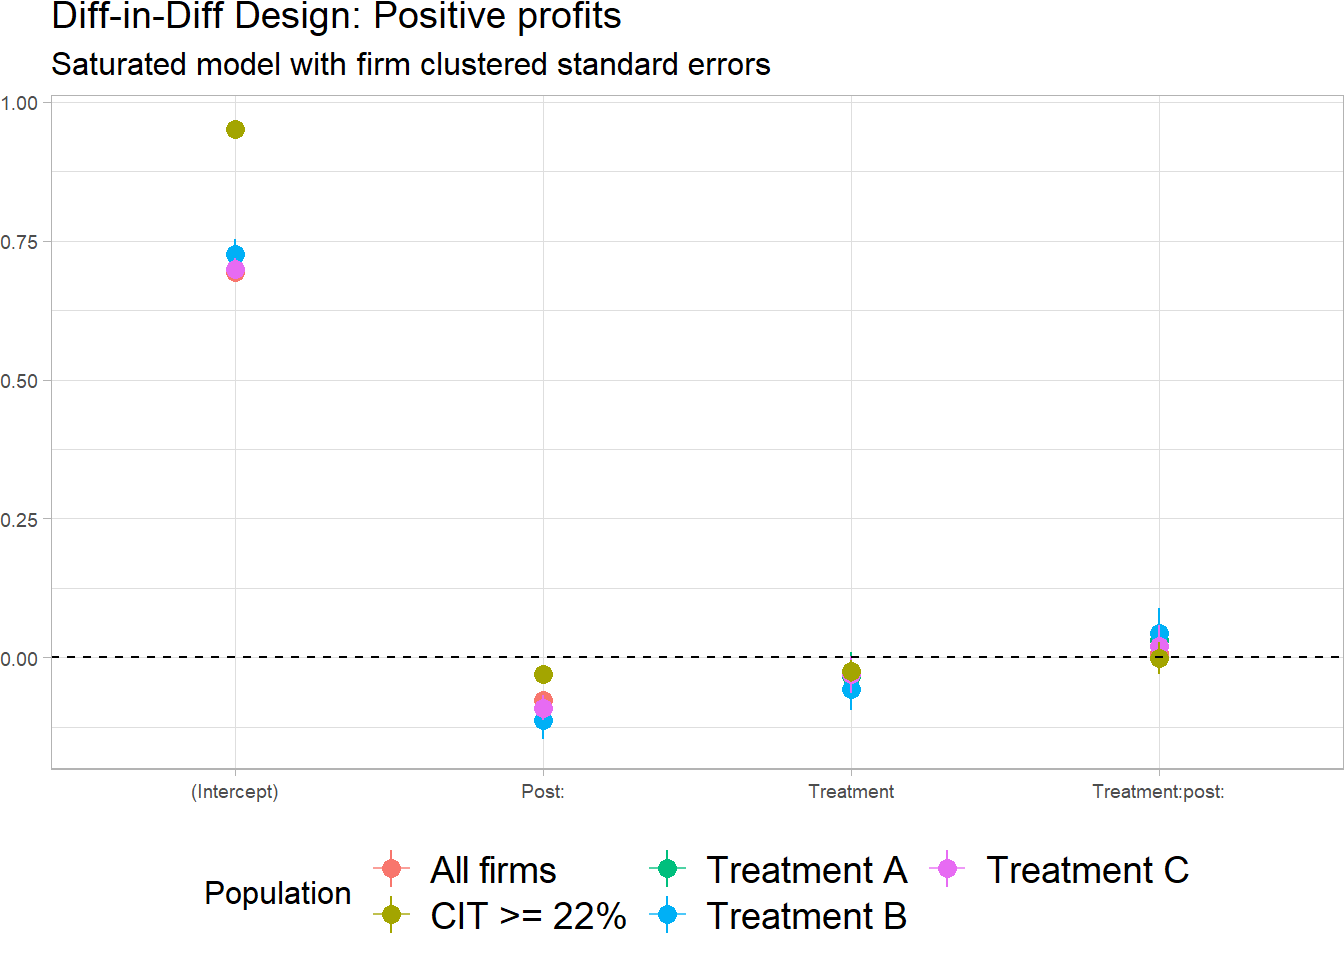 Diff-in-Diff Design: Positive profits
Saturated model with firm clustered standard errors
1.00
0.75
0.50
0.25
0.00
(Intercept) Post: Treatment Treatment:post:
Population
All firms Treatment A Treatment C
CIT >= 22% Treatment B